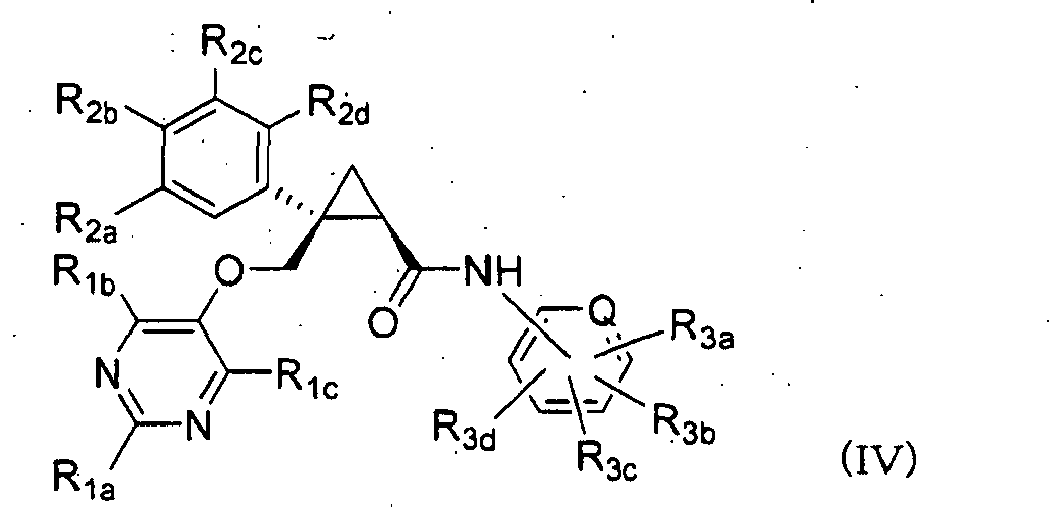 R2c
R2b R2d
R2a
R1b O NH
O Q R3a
N R1c
N R3d R3b
R1a R3c (IV)